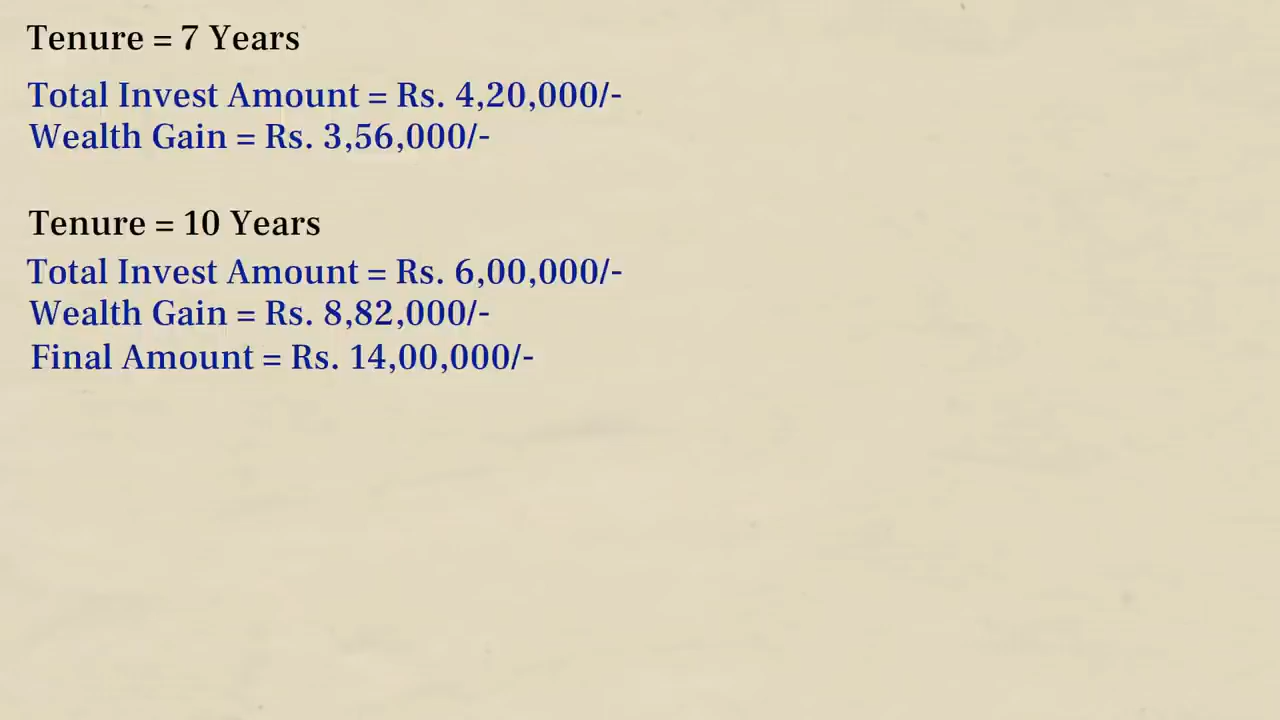 Tenure = 7 Years
Total Invest Amount = Rs. 4,20,000/-
Wealth Gain = Rs. 3,56,000/-
Tenure = 10 Years
Total Invest Amount = Rs. 6,00,000/-
Wealth Gain = Rs. 8,82,000/-
Final Amount = Rs. 14,00,000/-